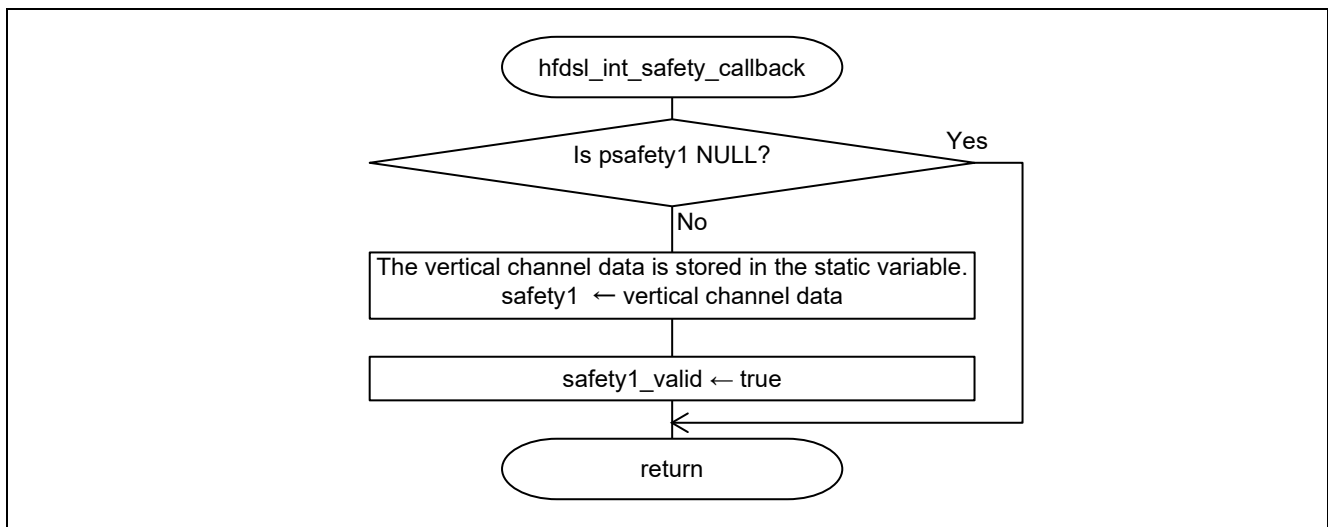 hfdsl_int_safety_callback
Yes
Is psafety1 NULL?
No
The vertical channel data is stored in the static variable.
safety1 ← vertical channel data
safety1_valid ← true
return